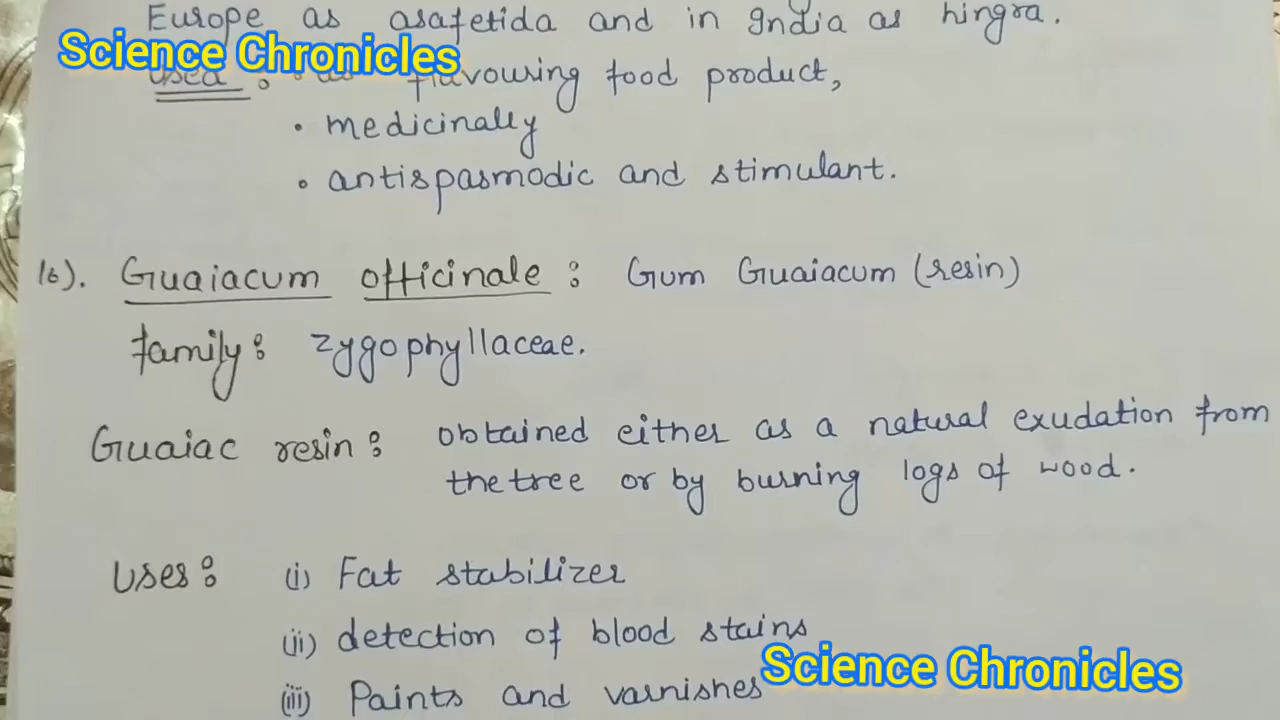 Europe as asafetida and in India as hingra.
Science Chronicles
Used : · as flavouring food product,
· medicinally
· antispasmodic and stimulant.
16). Guaiacum officinale : Gum Guaiacum (resin)
family : zygophyllaceae.
Guaiac resin : obtained either as a natural exudation from
the tree or by burning logs of wood.
Uses : (i) Fat stabilizer
(ii) detection of blood stains
Science Chronicles
(iii) Paints and varnishes